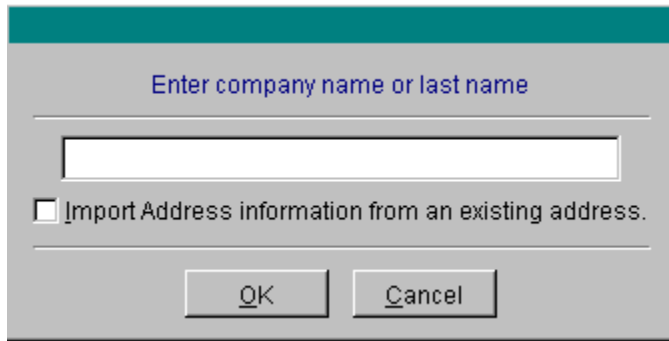 Enter company name or last name
Import Address information from an existing address.
OK Cancel